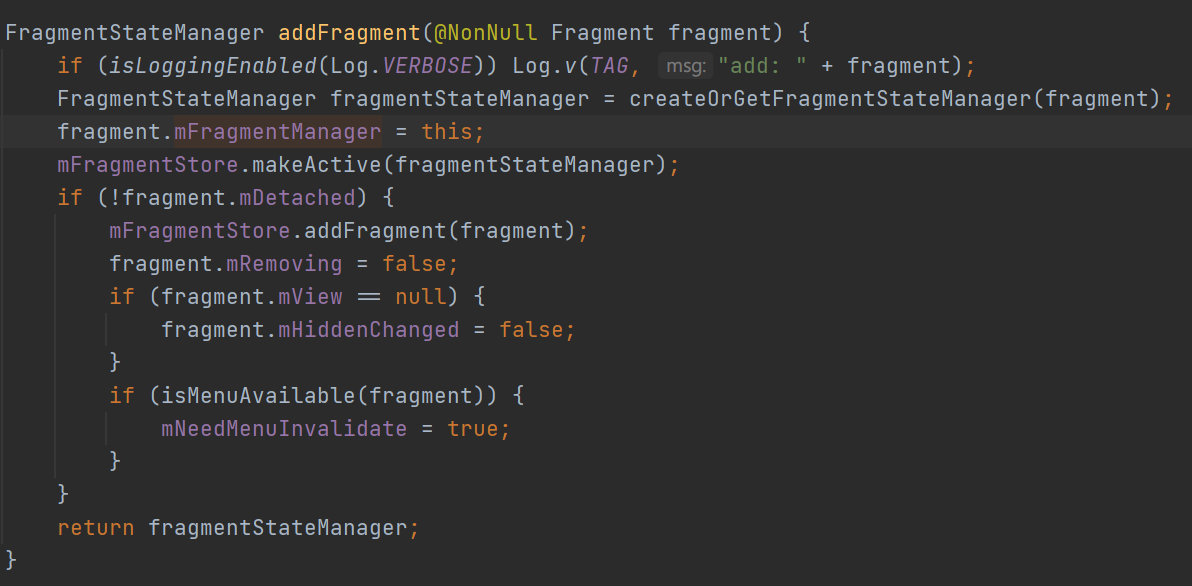 FragmentStateManager addFragment(@NonNull Fragment fragment) {
    if (isLoggingEnabled(Log.VERBOSE)) Log.v(TAG, msg: "add: " + fragment);
    FragmentStateManager fragmentStateManager = createOrGetFragmentStateManager(fragment);
    fragment.mFragmentManager = this;
    mFragmentStore.makeActive(fragmentStateManager);
    if (!fragment.mDetached) {
        mFragmentStore.addFragment(fragment);
        fragment.mRemoving = false;
        if (fragment.mView == null) {
            fragment.mHiddenChanged = false;
        }
        if (isMenuAvailable(fragment)) {
            mNeedMenuInvalidate = true;
        }
    }
    return fragmentStateManager;
}